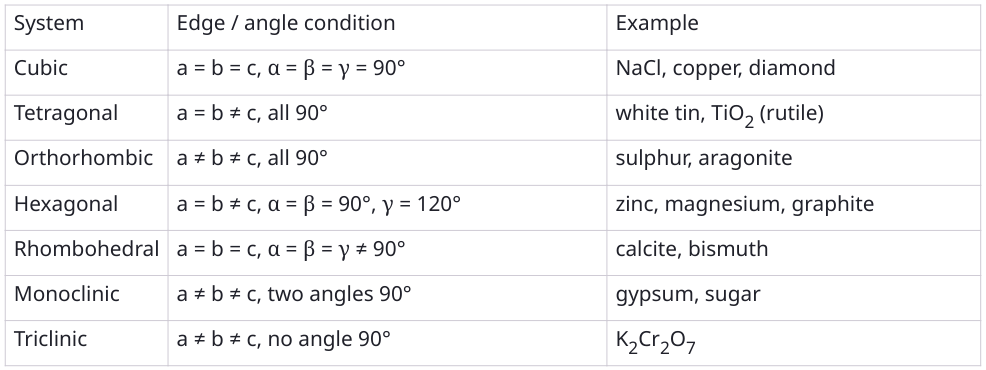 System Edge / angle condition Example
Cubic a = b = c, α = β = γ = 90° NaCl, copper, diamond
Tetragonal a = b ≠ c, all 90° white tin, TiO₂ (rutile)
Orthorhombic a ≠ b ≠ c, all 90° sulphur, aragonite
Hexagonal a = b ≠ c, α = β = 90°, γ = 120° zinc, magnesium, graphite
Rhombohedral a = b = c, α = β = γ ≠ 90° calcite, bismuth
Monoclinic a ≠ b ≠ c, two angles 90° gypsum, sugar
Triclinic a ≠ b ≠ c, no angle 90° K₂Cr₂O₇